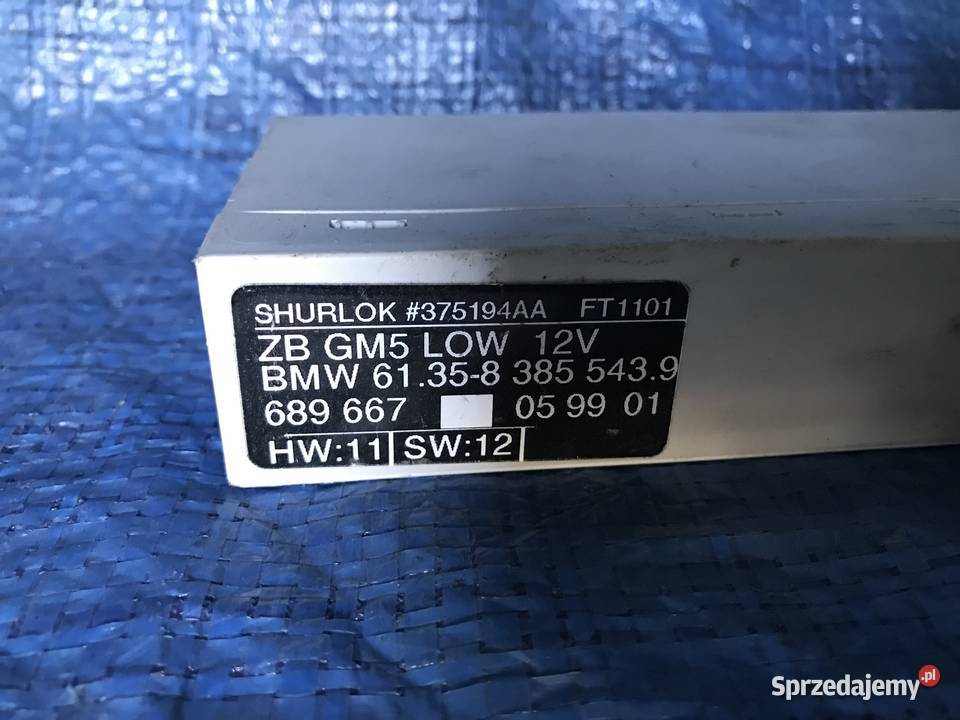 SHURLOK #375194AA FT1101
ZB GM5 LOW 12V
BMW 61.35-8 385 543.9
689 667 05 99 01
HW:11 SW:12
Sprzedajemy.pl